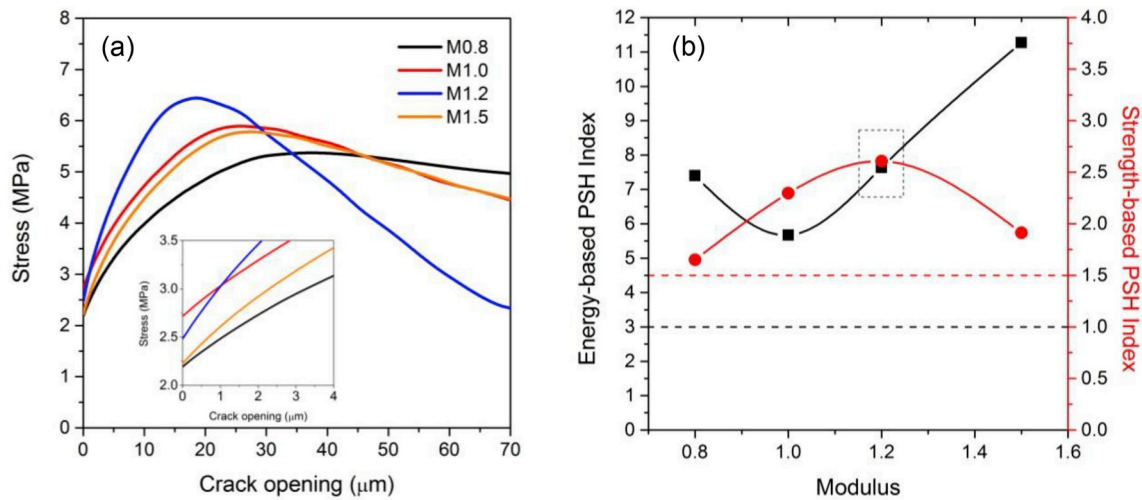 (a)
M0.8
M1.0
M1.2
M1.5
Stress (MPa)
8
7
6
5
4
3
2
1
0
0 10 20 30 40 50 60 70
Crack opening (μm)
Stress (MPa)
3.5
3.0
2.5
2.0
0 1 2 3 4
Crack opening (μm)
(b)
Energy-based PSH Index
12
11
10
9
8
7
6
5
4
3
2
1
0
0.8 1.0 1.2 1.4 1.6
Modulus
4.0
3.5
3.0
2.5
2.0
1.5
1.0
0.5
0.0
Strength-based PSH Index